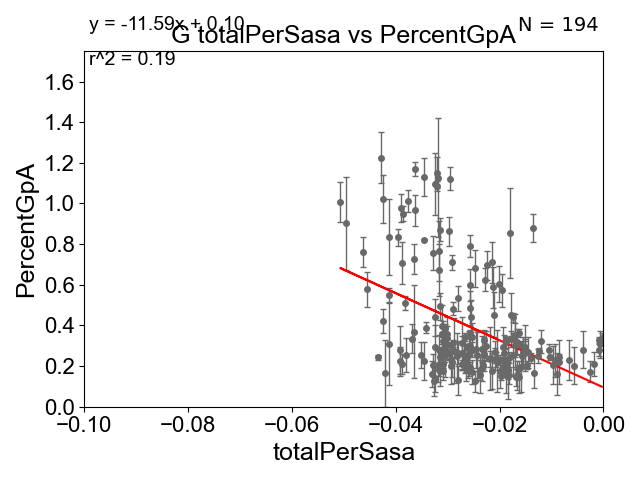 y = -11.59x + 0.10
G totalPerSasa vs PercentGpA
N = 194
r^2 = 0.19
PercentGpA
1.6
1.4
1.2
1.0
0.8
0.6
0.4
0.2
0.0
−0.10
−0.08
−0.06
−0.04
−0.02
0.00
totalPerSasa